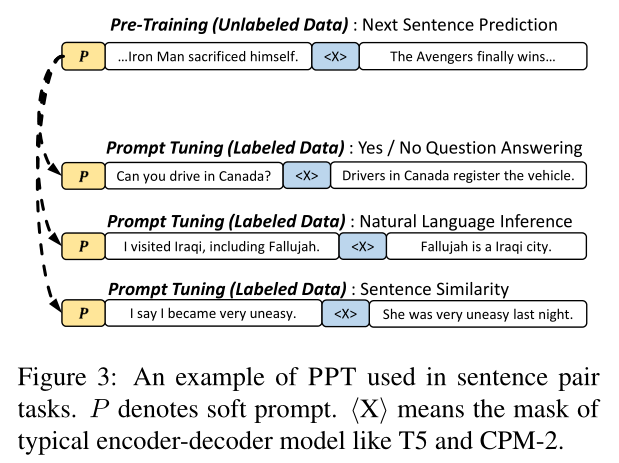 Pre-Training (Unlabeled Data) : Next Sentence Prediction
P ...Iron Man sacrificed himself. <X> The Avengers finally wins...
Prompt Tuning (Labeled Data) : Yes / No Question Answering
P Can you drive in Canada? <X> Drivers in Canada register the vehicle.
Prompt Tuning (Labeled Data) : Natural Language Inference
P I visited Iraqi, including Fallujah. <X> Fallujah is a Iraqi city.
Prompt Tuning (Labeled Data) : Sentence Similarity
P I say I became very uneasy. <X> She was very uneasy last night.
Figure 3: An example of PPT used in sentence pair
tasks. P denotes soft prompt. ⟨X⟩ means the mask of
typical encoder-decoder model like T5 and CPM-2.